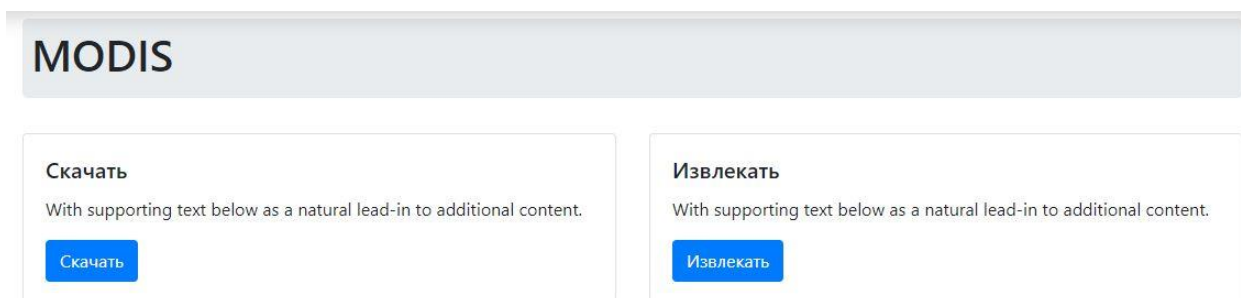 MODIS
Скачать
With supporting text below as a natural lead-in to additional content.
Скачать
Извлекать
With supporting text below as a natural lead-in to additional content.
Извлекать